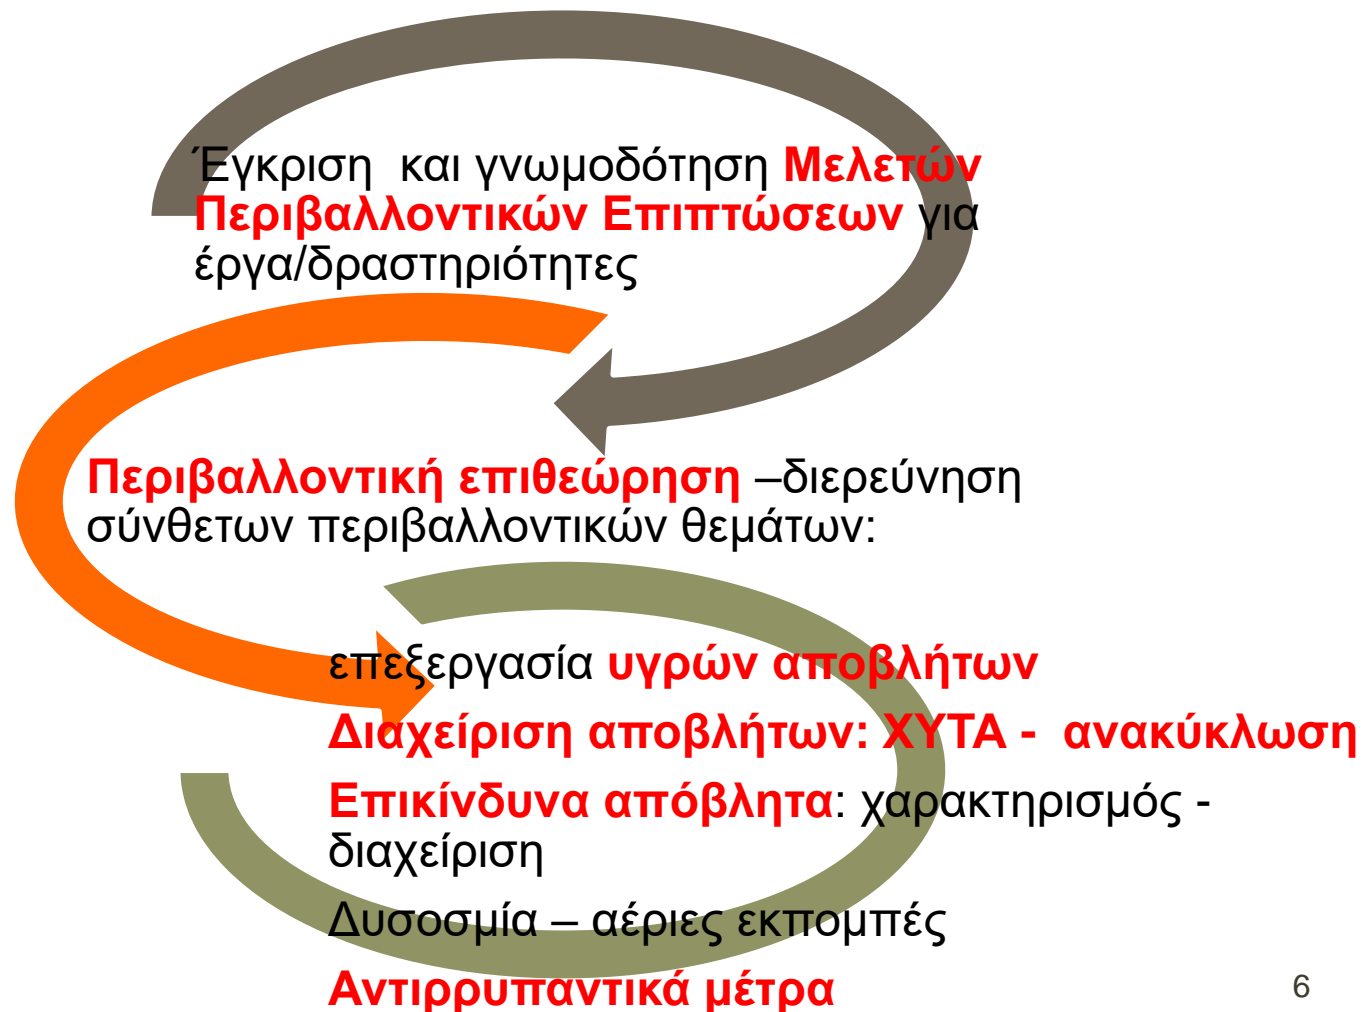 Έγκριση και γνωμοδότηση Μελετών
Περιβαλλοντικών Επιπτώσεων για
έργα/δραστηριότητες
Περιβαλλοντική επιθεώρηση –διερεύνηση
σύνθετων περιβαλλοντικών θεμάτων:
επεξεργασία υγρών αποβλήτων
Διαχείριση αποβλήτων: ΧΥΤΑ - ανακύκλωση
Επικίνδυνα απόβλητα: χαρακτηρισμός -
διαχείριση
Δυσοσμία – αέριες εκπομπές
Αντιρρυπαντικά μέτρα
6